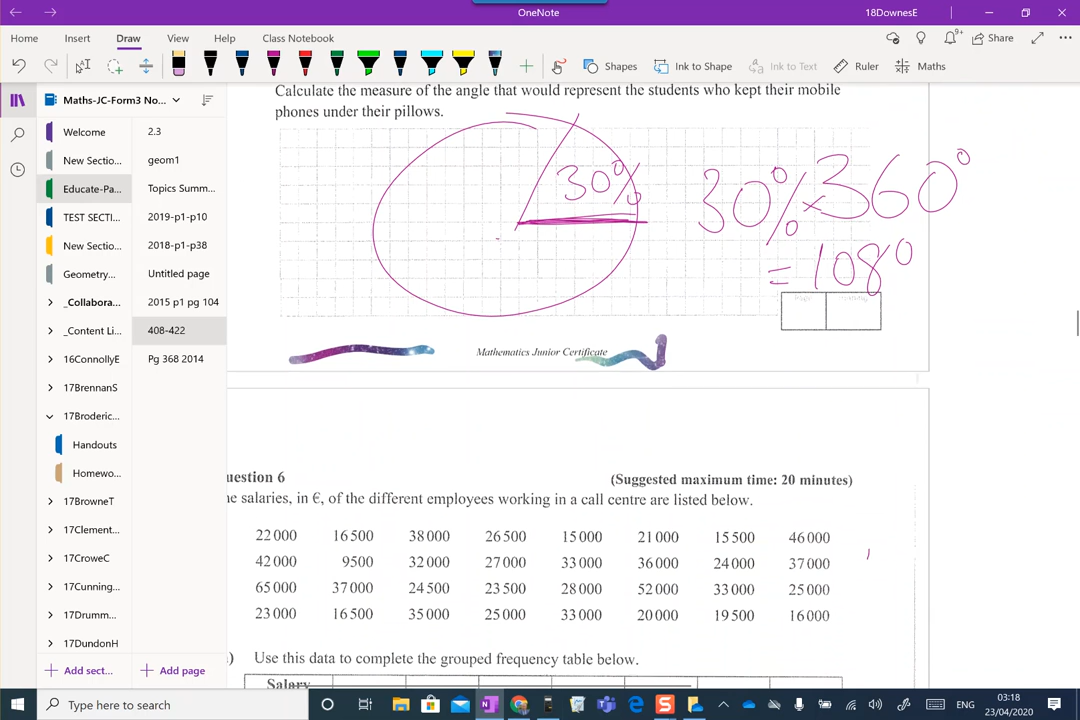 OneNote
18DownesE
Home Insert Draw View Help Class Notebook
9+
Share
Shapes Ink to Shape Ink to Text Ruler Maths
Maths-JC-Form3 No...
Welcome
New Sectio...
Educate-Pa...
TEST SECTI...
New Sectio...
Geometry...
_Collabora...
_Content Li...
16ConnollyE
17BrennanS
17Broderic...
Handouts
Homewo...
17BrowneT
17Clement...
17CroweC
17Cunning...
17Drumm...
17DundonH
Add sect...
2.3
geom1
Topics Summ...
2019-p1-p10
2018-p1-p38
Untitled page
2015 p1 pg 104
408-422
Pg 368 2014
Add page
Calculate the measure of the angle that would represent the students who kept their mobile
phones under their pillows.
30%
30% × 360°
= 108°
Mathematics Junior Certificate
uestion 6 (Suggested maximum time: 20 minutes)
ne salaries, in €, of the different employees working in a call centre are listed below.
22 000 16 500 38 000 26 500 15 000 21 000 15 500 46 000
42 000 9500 32 000 27 000 33 000 36 000 24 000 37 000
65 000 37 000 24 500 23 500 28 000 52 000 33 000 25 000
23 000 16 500 35 000 25 000 33 000 20 000 19 500 16 000
) Use this data to complete the grouped frequency table below.
Salary
Type here to search
ENG
03:18
23/04/2020